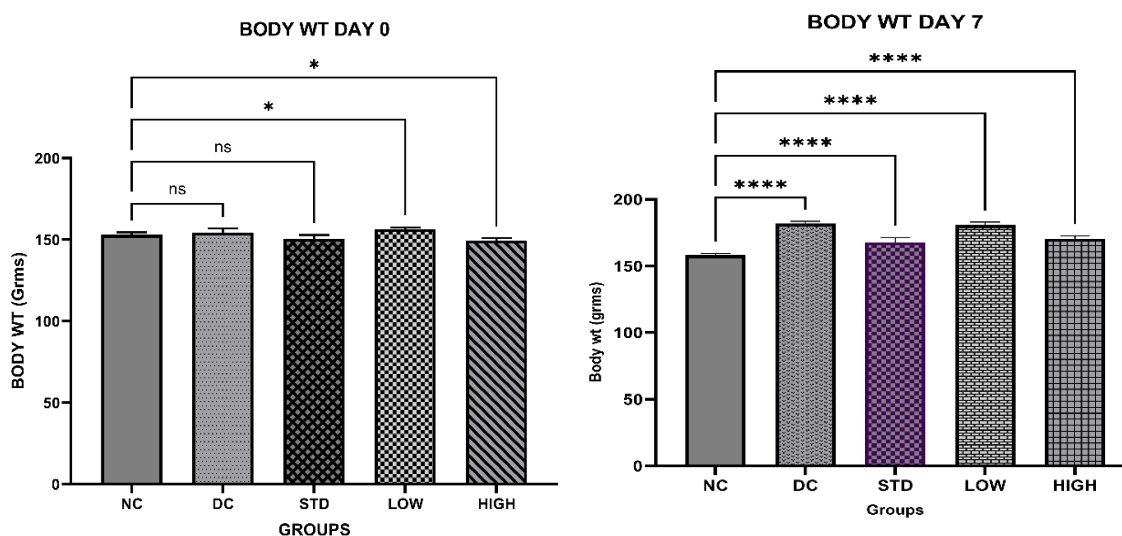 BODY WT DAY 0
*
*
ns
ns
BODY WT (Grms)
200
150
100
50
0
NC DC STD LOW HIGH
GROUPS
BODY WT DAY 7
****
****
****
****
Body wt (grms)
200
150
100
50
0
NC DC STD LOW HIGH
Groups